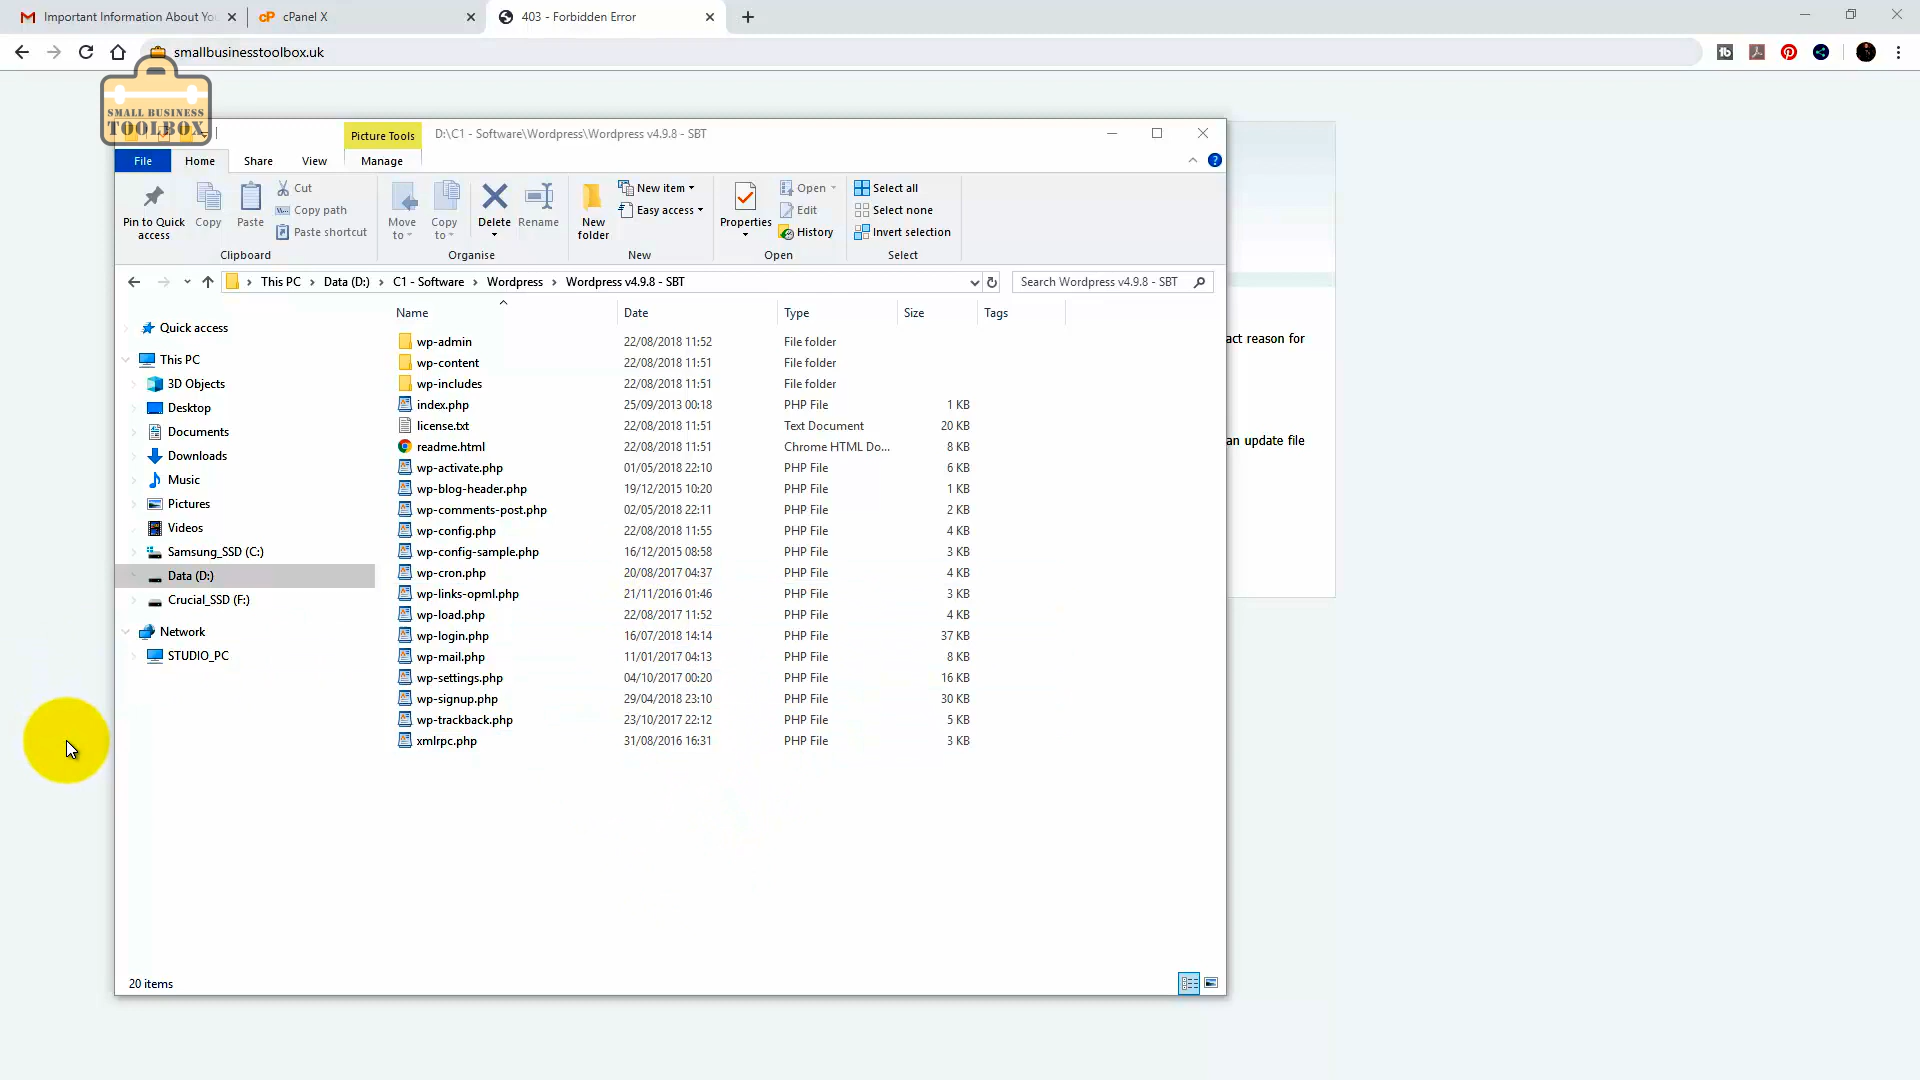 Important Information About Yo
cPanel X
403 - Forbidden Error
smallbusinesstoolbox.uk
SMALL BUSINESS
TOOLBOX
Picture Tools
D:\C1 - Software\Wordpress\Wordpress v4.9.8 - SBT
File
Home
Share
View
Manage
Pin to Quick
access
Copy
Paste
Cut
Copy path
Paste shortcut
Move
to
Copy
to
Delete
Rename
New
folder
New item
Easy access
Properties
Open
Edit
History
Select all
Select none
Invert selection
Clipboard
Organise
New
Open
Select
This PC
Data (D:)
C1 - Software
Wordpress
Wordpress v4.9.8 - SBT
Search Wordpress v4.9.8 - SBT
Name Date Type Size Tags
Quick access
This PC
3D Objects
Desktop
Documents
Downloads
Music
Pictures
Videos
Samsung_SSD (C:)
Data (D:)
Crucial_SSD (F:)
Network
STUDIO_PC
wp-admin 22/08/2018 11:52 File folder
wp-content 22/08/2018 11:51 File folder
wp-includes 22/08/2018 11:51 File folder
index.php 25/09/2013 00:18 PHP File 1 KB
license.txt 22/08/2018 11:51 Text Document 20 KB
readme.html 22/08/2018 11:51 Chrome HTML Do... 8 KB
wp-activate.php 01/05/2018 22:10 PHP File 6 KB
wp-blog-header.php 19/12/2015 10:20 PHP File 1 KB
wp-comments-post.php 02/05/2018 22:11 PHP File 2 KB
wp-config.php 22/08/2018 11:55 PHP File 4 KB
wp-config-sample.php 16/12/2015 08:58 PHP File 3 KB
wp-cron.php 20/08/2017 04:37 PHP File 4 KB
wp-links-opml.php 21/11/2016 01:46 PHP File 3 KB
wp-load.php 22/08/2017 11:52 PHP File 4 KB
wp-login.php 16/07/2018 14:14 PHP File 37 KB
wp-mail.php 11/01/2017 04:13 PHP File 8 KB
wp-settings.php 04/10/2017 00:20 PHP File 16 KB
wp-signup.php 29/04/2018 23:10 PHP File 30 KB
wp-trackback.php 23/10/2017 22:12 PHP File 5 KB
xmlrpc.php 31/08/2016 16:31 PHP File 3 KB
act reason for
an update file
20 items